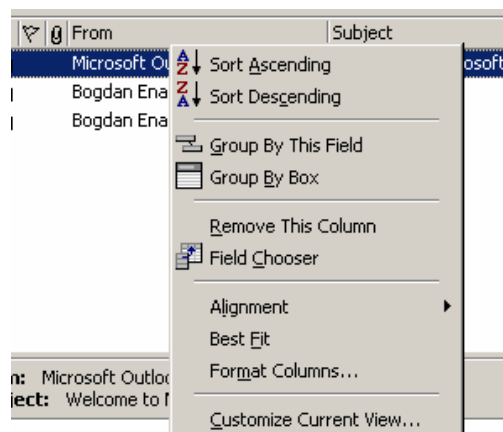 From Subject
Microsoft Ou osoft
Bogdan Ena
Bogdan Ena
Sort Ascending
Sort Descending
Group By This Field
Group By Box
Remove This Column
Field Chooser
Alignment
Best Fit
Format Columns...
Customize Current View...
m: Microsoft Outloo
ject: Welcome to M